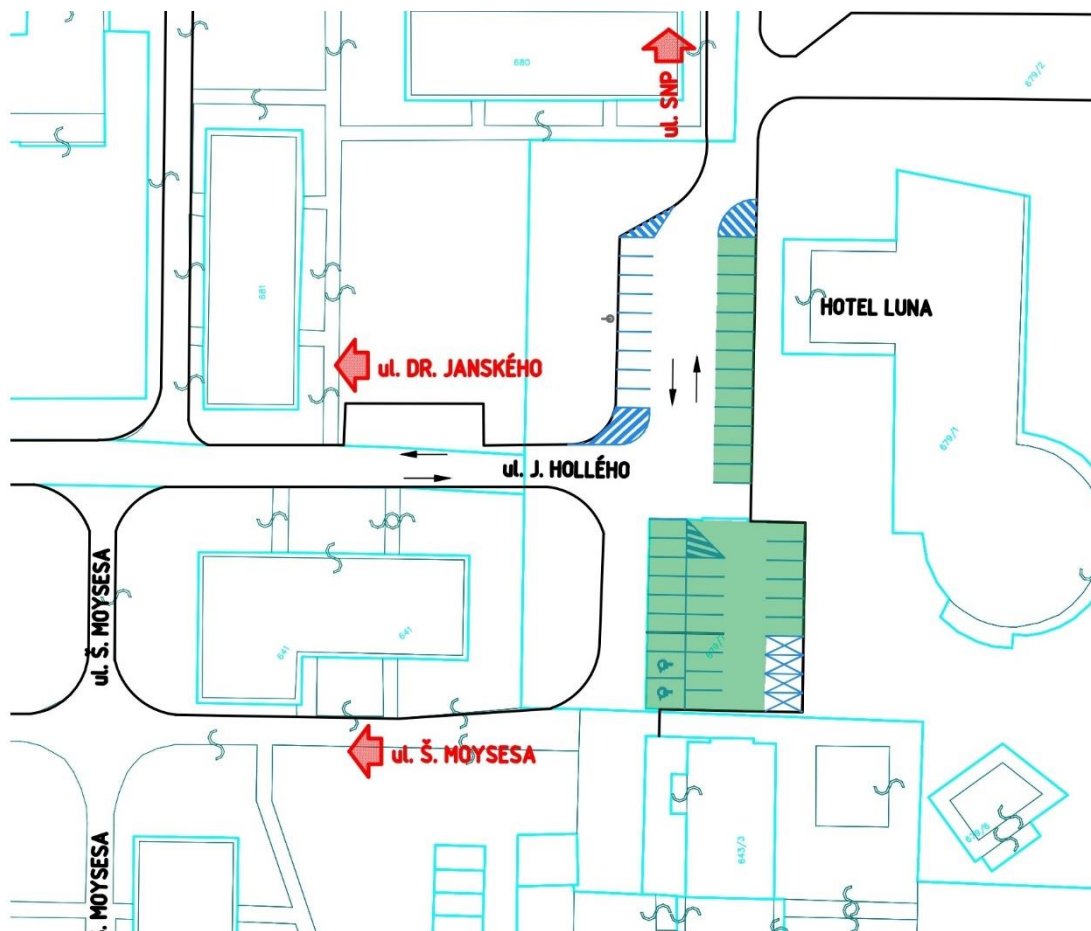 680
ul. SNP
679/2
681
HOTEL LUNA
ul. DR. JANSKÉHO
679/1
ul. J. HOLLÉHO
ul. Š. MOYSESA
641
641
ul. Š. MOYSESA
643/3
. MOYSESA